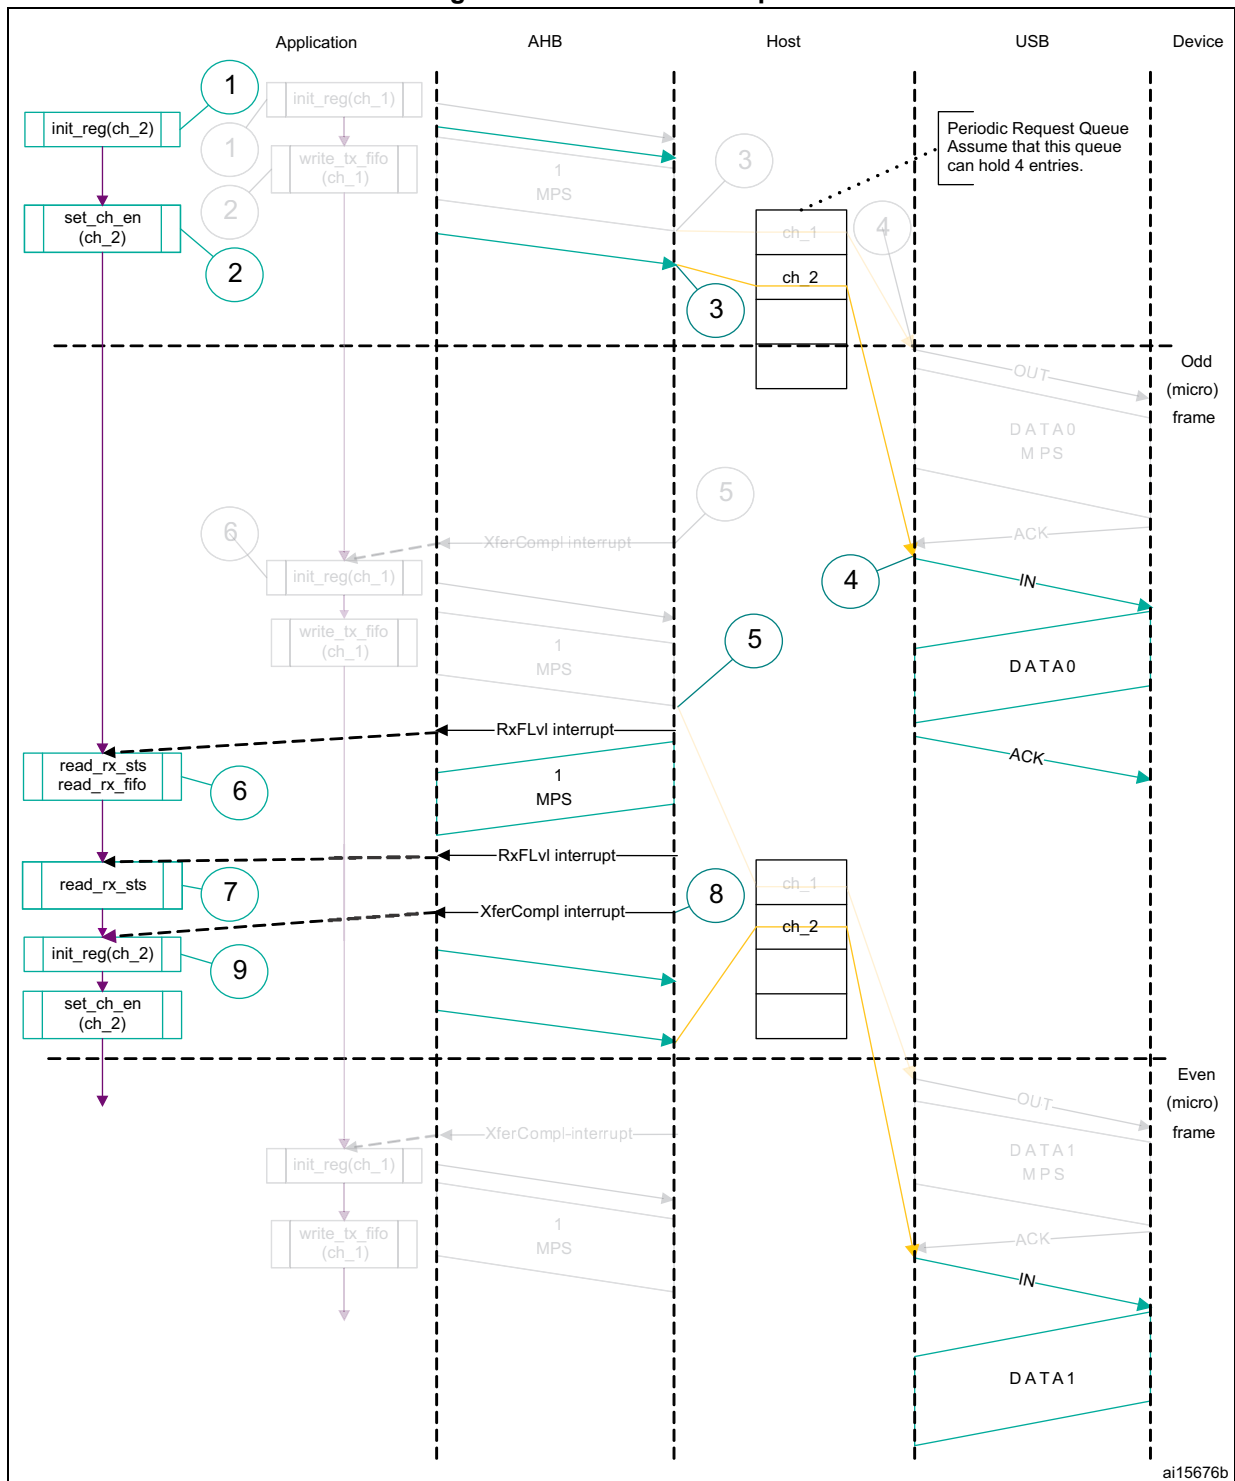 Application
AHB
Host
USB
Device
1
init_reg(ch_2)
init_reg(ch_1)
1
write_tx_fifo
(ch_1)
2
set_ch_en
(ch_2)
2
1
MPS
3
3
Periodic Request Queue
Assume that this queue
can hold 4 entries.
ch_1
ch_2
4
Odd
(micro)
frame
OUT
DATA0
MPS
ACK
5
XferCompl interrupt
6
init_reg(ch_1)
write_tx_fifo
(ch_1)
1
MPS
4
IN
DATA0
ACK
5
RxFLvl interrupt
read_rx_sts
read_rx_fifo
6
1
MPS
RxFLvl interrupt
read_rx_sts
7
XferCompl interrupt
8
ch_1
ch_2
init_reg(ch_2)
9
set_ch_en
(ch_2)
Even
(micro)
frame
OUT
XferCompl-interrupt
init_reg(ch_1)
DATA1
MPS
write_tx_fifo
(ch_1)
1
MPS
ACK
IN
DATA1
ai15676b